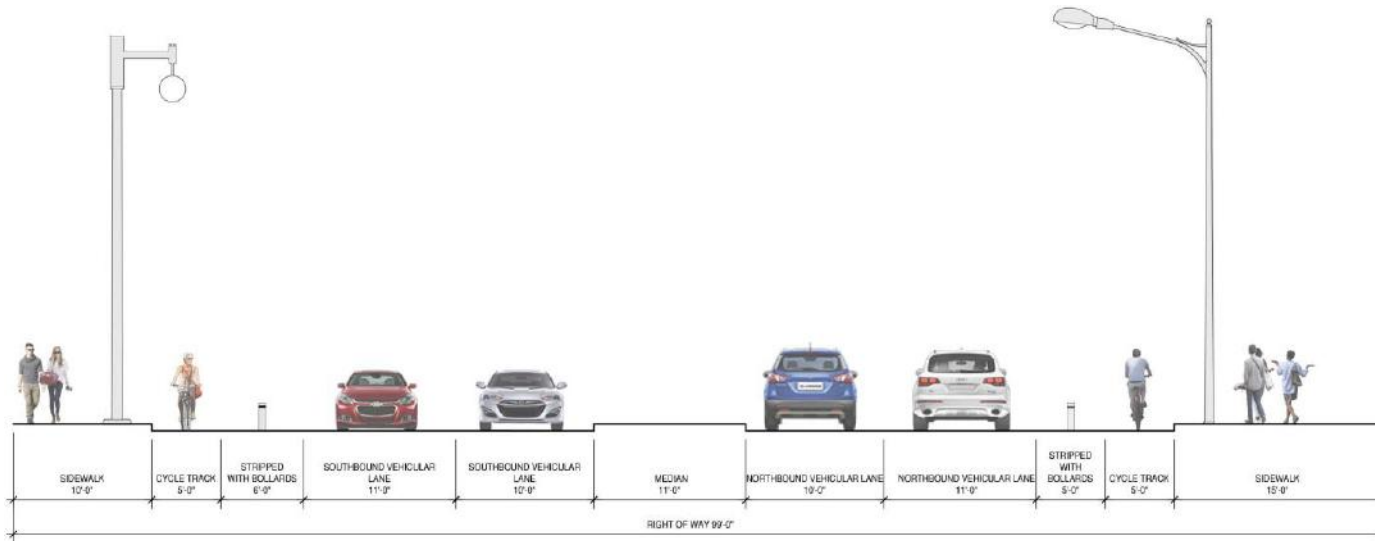 SIDEWALK
10'-0"
CYCLE TRACK
5'-0"
STRIPPED
WITH BOLLARDS
6'-0"
SOUTHBOUND VEHICULAR
LANE
11'-0"
SOUTHBOUND VEHICULAR
LANE
10'-0"
MEDIAN
11'-0"
NORTHBOUND VEHICULAR LANE
10'-0"
NORTHBOUND VEHICULAR LANE
11'-0"
STRIPPED
WITH
BOLLARDS
5'-0"
CYCLE TRACK
5'-0"
SIDEWALK
15'-0"
RIGHT OF WAY 99'-0"